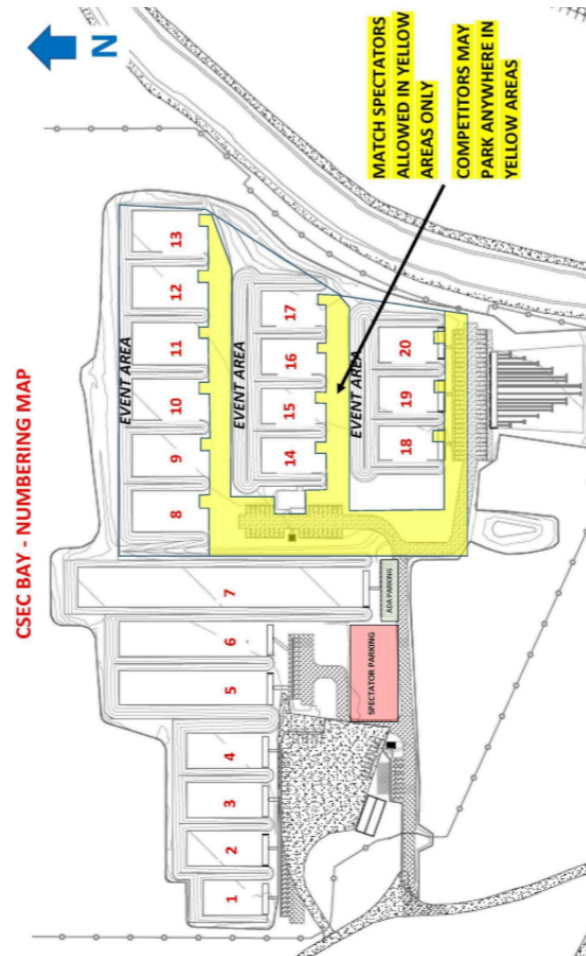 CSEC BAY - NUMBERING MAP
N
MATCH SPECTATORS
ALLOWED IN YELLOW
AREAS ONLY
COMPETITORS MAY
PARK ANYWHERE IN
YELLOW AREAS
EVENT AREA
8
9
10
11
12
13
EVENT AREA
14
15
16
17
EVENT AREA
18
19
20
1
2
3
4
5
6
7
SPECTATOR PARKING
ADA PARKING